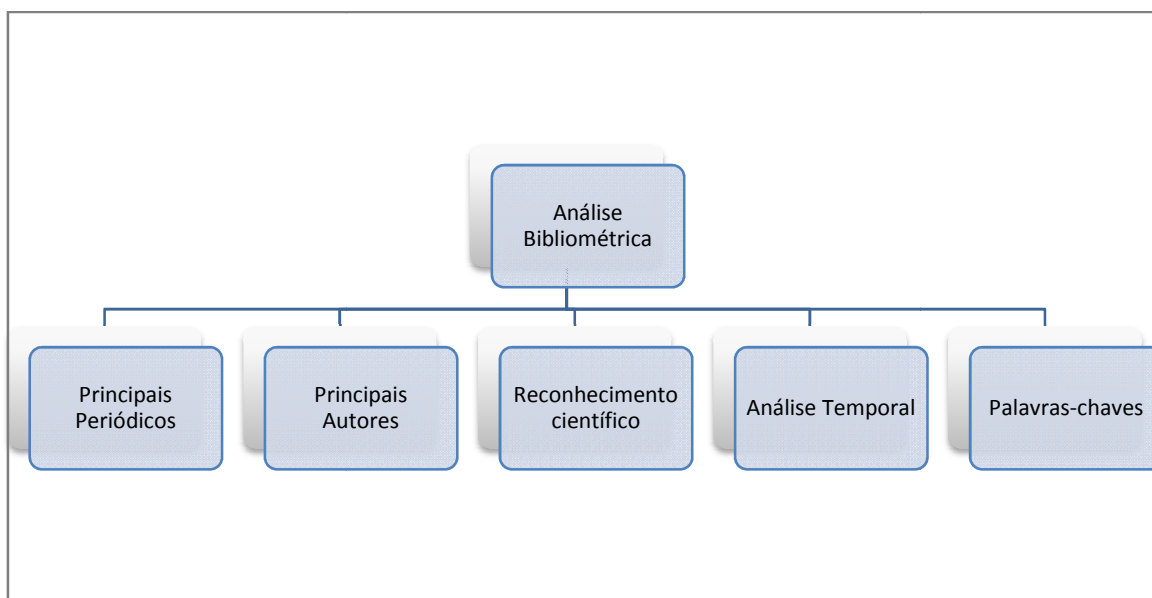 Análise
Bibliométrica
Principais
Periódicos
Principais
Autores
Reconhecimento
científico
Análise Temporal
Palavras-chaves